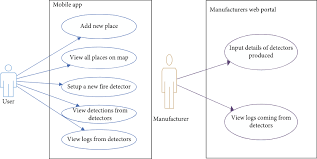 Mobile app
Add new place
View all places on map
Setup a new fire detector
View detections from
detectors
View logs from detectors
User
Manufacturers web portal
Input details of detectors
produced
View logs coming from
detectors
Manufacturer